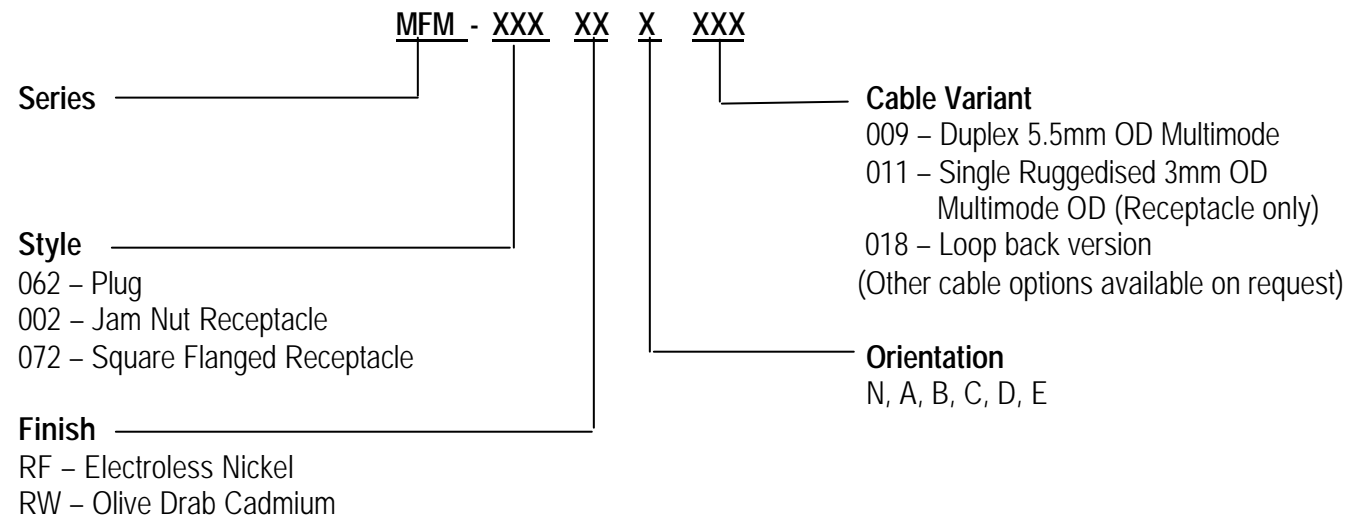 MFM - XXX XX X XXX
Series
Style
062 – Plug
002 – Jam Nut Receptacle
072 – Square Flanged Receptacle
Finish
RF – Electroless Nickel
RW – Olive Drab Cadmium
Cable Variant
009 – Duplex 5.5mm OD Multimode
011 – Single Ruggedised 3mm OD
Multimode OD (Receptacle only)
018 – Loop back version
(Other cable options available on request)
Orientation
N, A, B, C, D, E